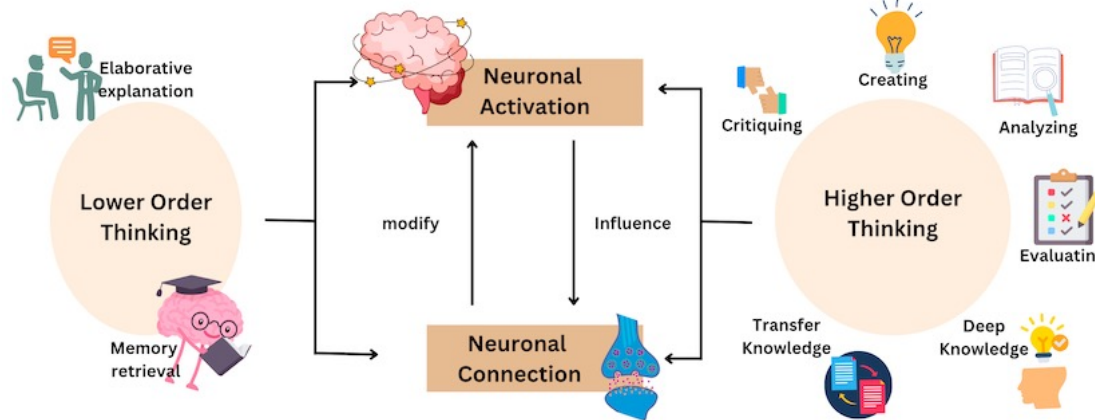 Elaborative
explanation
Lower Order
Thinking
Memory
retrieval
Neuronal
Activation
modify
Influence
Neuronal
Connection
Creating
Critiquing
Analyzing
Higher Order
Thinking
Evaluatin
Transfer
Knowledge
Deep
Knowledge